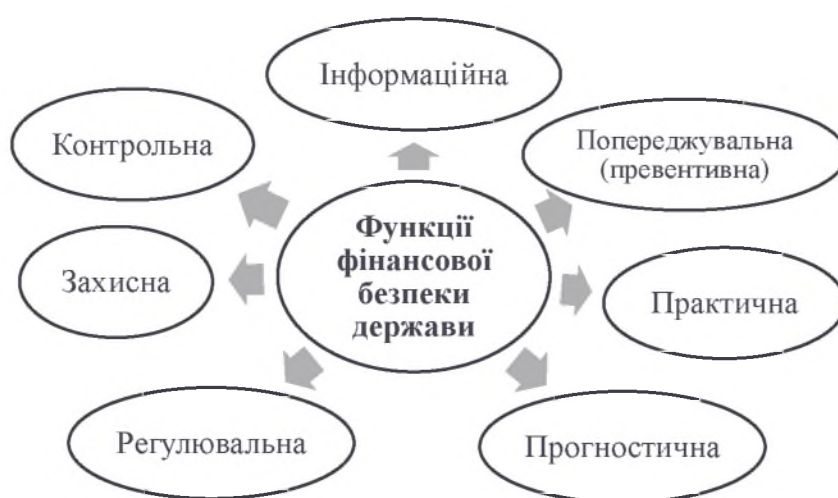 Інформаційна
Контрольна
Попереджувальна
(превентивна)
Функції
фінансової
безпеки
держави
Захисна
Практична
Регулювальна
Прогностична